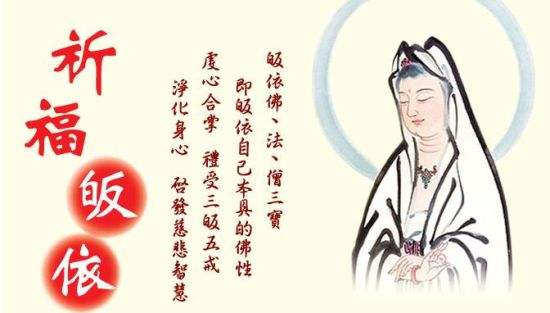 祈福
皈依
皈依佛、法、僧三寶
即皈依自己本具的佛性
虔心合掌 禮受三皈五戒
淨化身心 啓發慈悲智慧